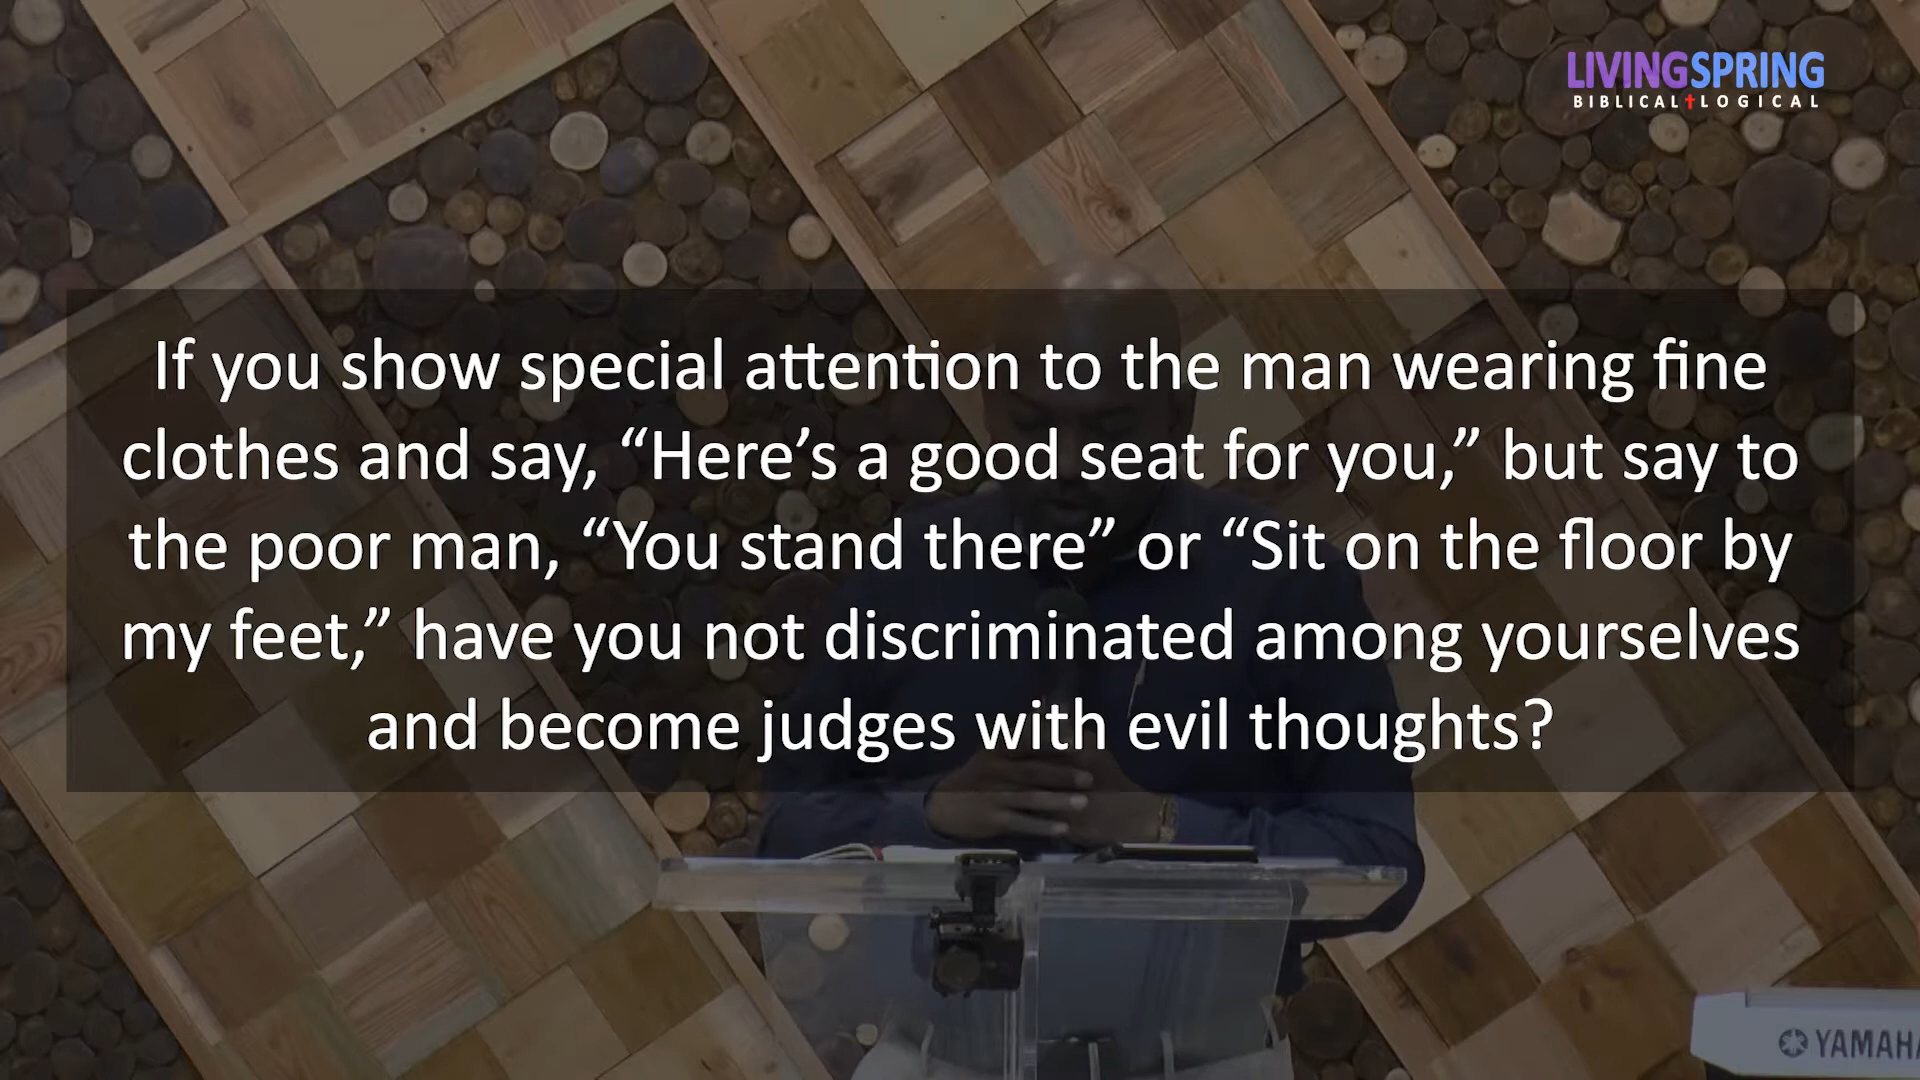 LIVINGSPRING
BIBLICAL†LOGICAL
If you show special attention to the man wearing fine
clothes and say, “Here’s a good seat for you,” but say to
the poor man, “You stand there” or “Sit on the floor by
my feet,” have you not discriminated among yourselves
and become judges with evil thoughts?
YAMAHA